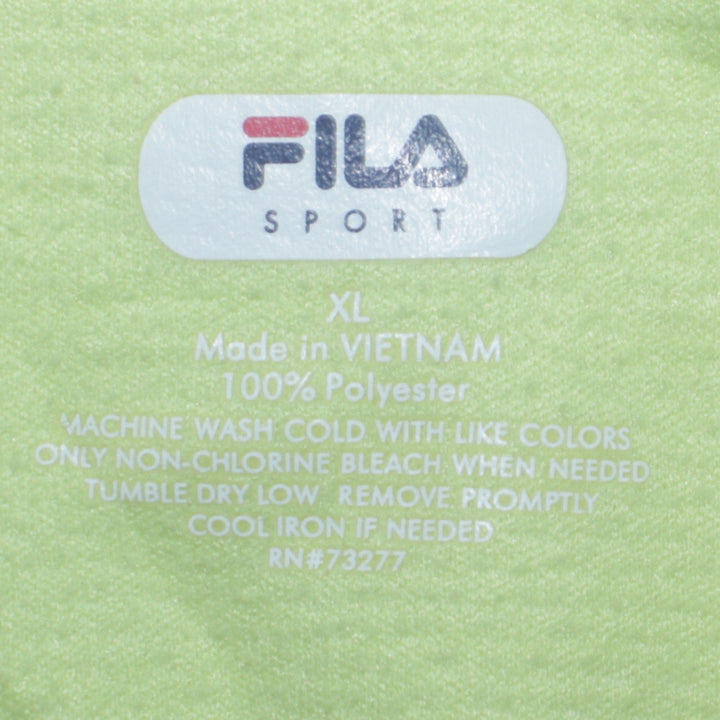 FILA
SPORT
XL
Made in VIETNAM
100% Polyester
MACHINE WASH COLD WITH LIKE COLORS
ONLY NON-CHLORINE BLEACH WHEN NEEDED
TUMBLE DRY LOW REMOVE PROMPTLY
COOL IRON IF NEEDED
RN#73277